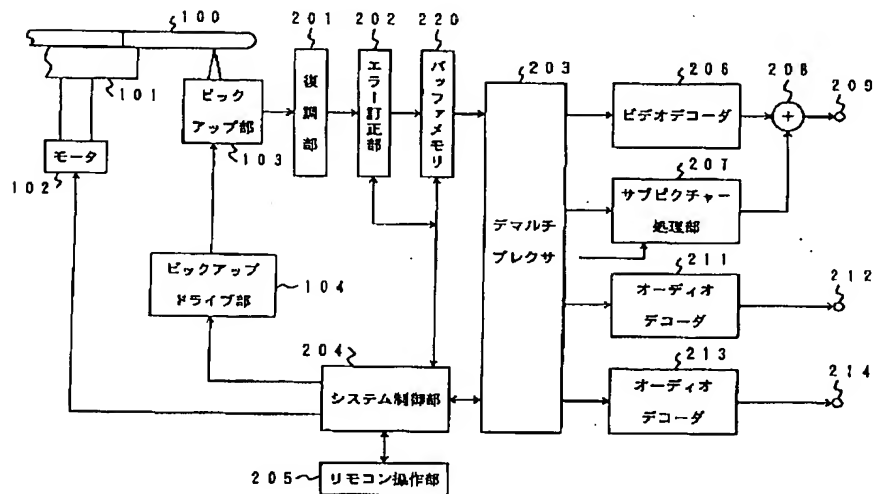 100
201
202
220
203
206
208
209
101
ピック
アップ部
復調部
エラー訂正部
バッファメモリ
ビデオデコーダ
+
モータ
103
102
207
サブピクチャー
処理部
デマルチ
プレクサ
ピックアップ
ドライブ部
104
211
オーディオ
デコーダ
212
204
システム制御部
213
オーディオ
デコーダ
214
205
リモコン操作部